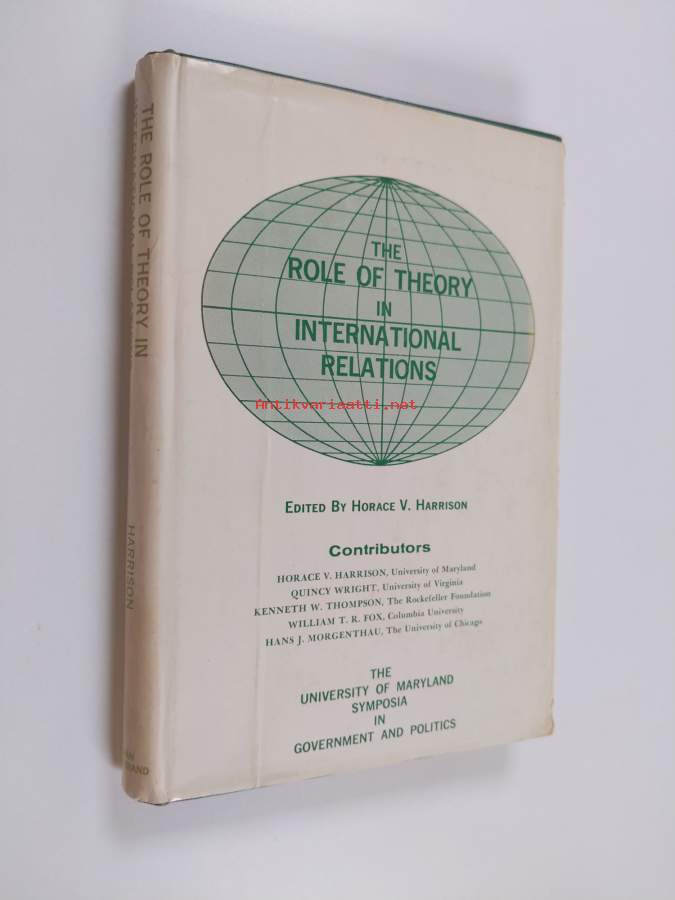 THE
ROLE OF THEORY
IN
INTERNATIONAL
RELATIONS
Antikvariaatti.net
EDITED BY HORACE V. HARRISON
Contributors
HORACE V. HARRISON, University of Maryland
QUINCY WRIGHT, University of Virginia
KENNETH W. THOMPSON, The Rockefeller Foundation
WILLIAM T. R. FOX, Columbia University
HANS J. MORGENTHAU, The University of Chicago
THE
UNIVERSITY OF MARYLAND
SYMPOSIA
IN
GOVERNMENT AND POLITICS
THE ROLE OF THEORY IN
HARRISON